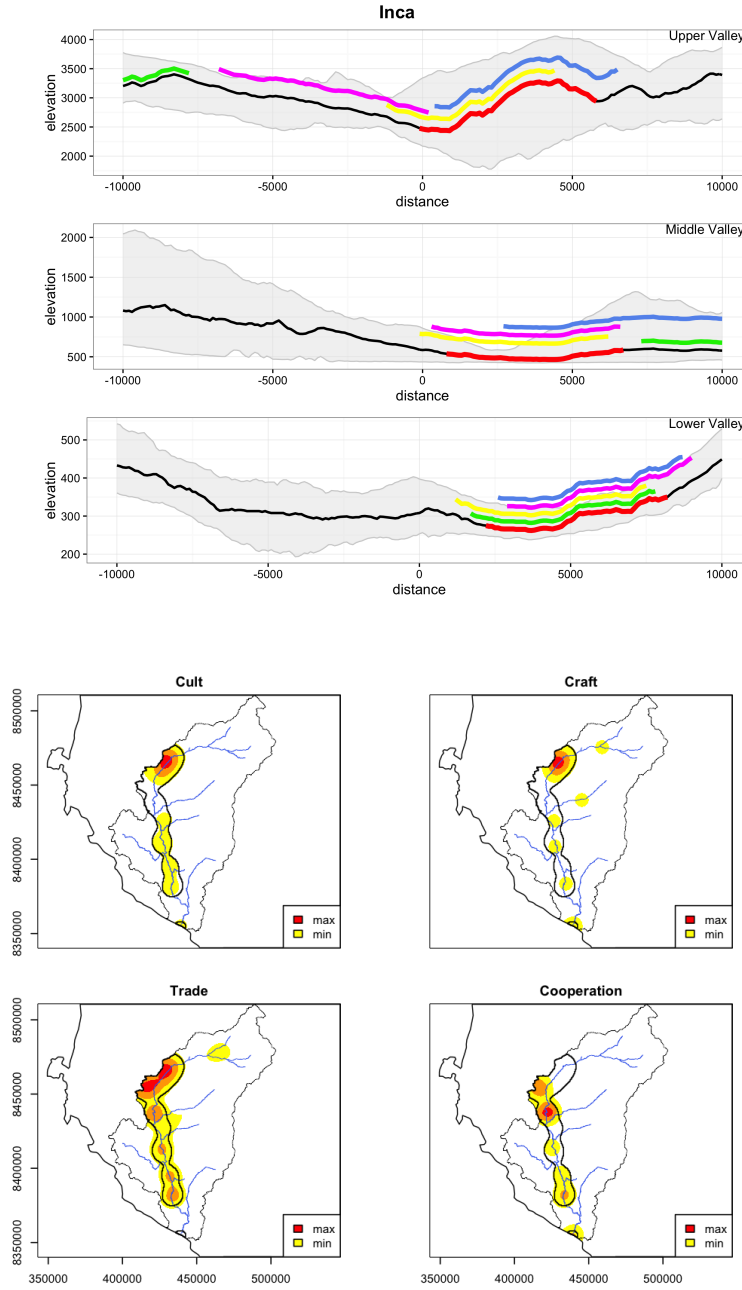 Inca
Upper Valley
4000
3500
3000
2500
2000
elevation
-10000 -5000 0 5000 10000
distance
Middle Valley
2000
1500
1000
500
elevation
-10000 -5000 0 5000 10000
distance
Lower Valley
500
400
300
200
elevation
-10000 -5000 0 5000 10000
distance
Cult
8500000
8450000
8400000
8350000
max
min
Craft
max
min
Trade
8500000
8450000
8400000
8350000
max
min
350000 400000 450000 500000
Cooperation
max
min
350000 400000 450000 500000